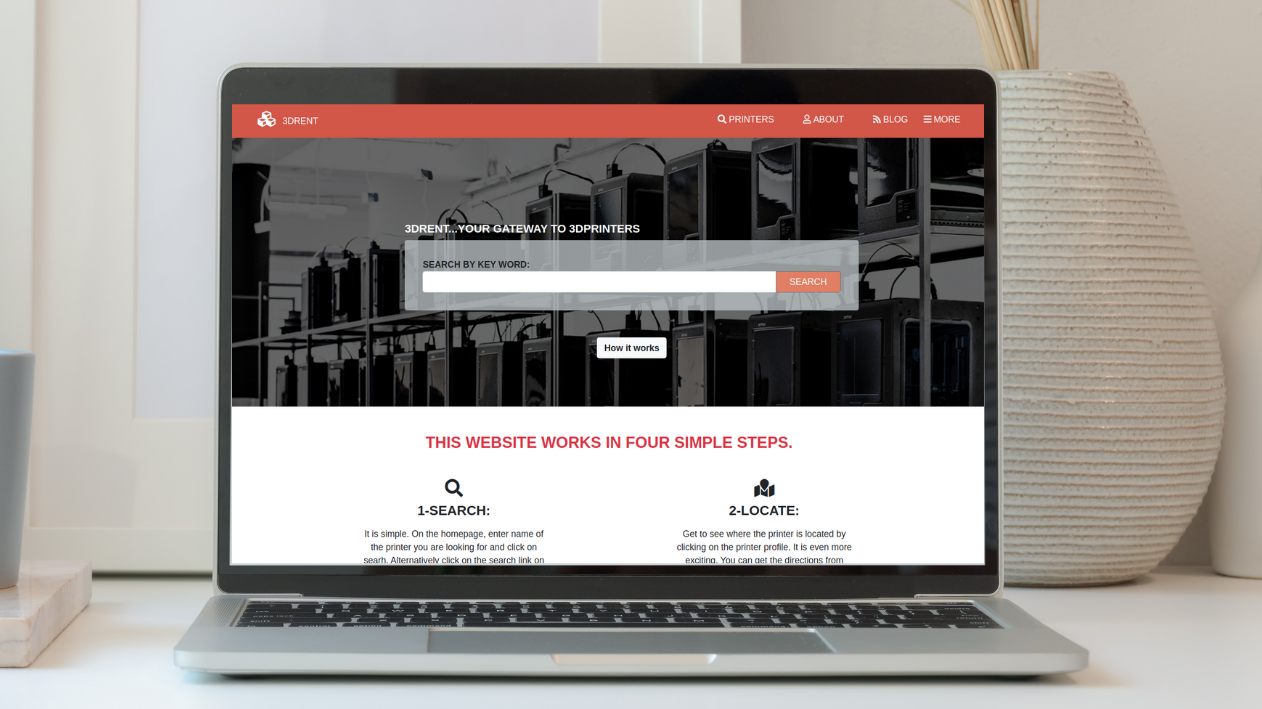 3DRENT
PRINTERS
ABOUT
BLOG
MORE
3DRENT...YOUR GATEWAY TO 3DPRINTERS
SEARCH BY KEY WORD:
SEARCH
How it works
THIS WEBSITE WORKS IN FOUR SIMPLE STEPS.
1-SEARCH:
It is simple. On the homepage, enter name of
the printer you are looking for and click on
searh. Alternatively click on the search link on
2-LOCATE:
Get to see where the printer is located by
clicking on the printer profile. It is even more
exciting. You can get the directions from